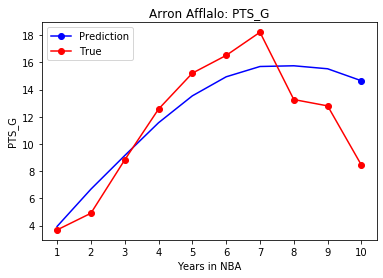 Arron Afflalo: PTS_G
Prediction
True
PTS_G
18
16
14
12
10
8
6
4
1 2 3 4 5 6 7 8 9 10
Years in NBA